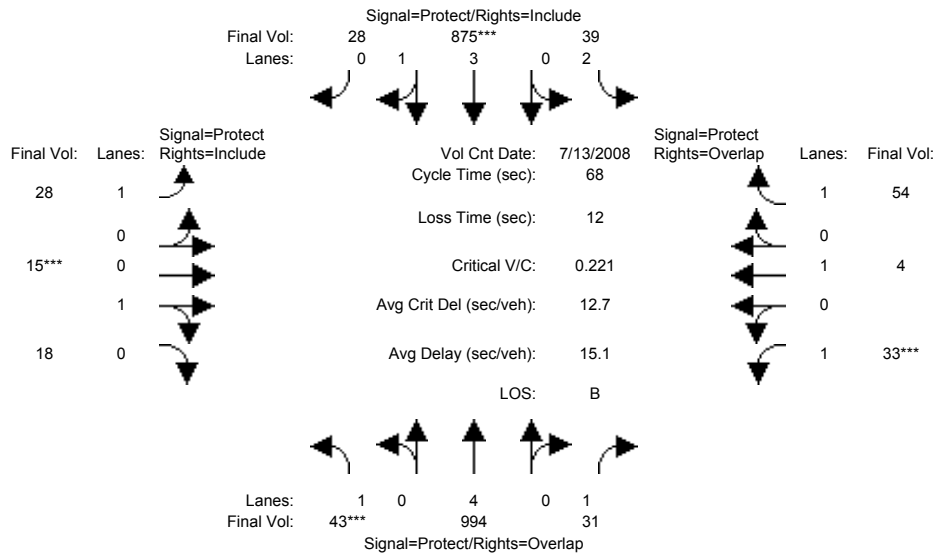 Signal=Protect/Rights=Include
Final Vol: 28 875*** 39
Lanes: 0 1 3 0 2
Signal=Protect
Final Vol: Lanes: Rights=Include
Vol Cnt Date: 7/13/2008
Signal=Protect
Rights=Overlap Lanes: Final Vol:
Cycle Time (sec): 68
28 1
1 54
Loss Time (sec): 12
0
0
15*** 0
Critical V/C: 0.221
1 4
1
Avg Crit Del (sec/veh): 12.7
0
18 0
Avg Delay (sec/veh): 15.1
1 33***
LOS: B
Lanes: 1 0 4 0 1
Final Vol: 43*** 994 31
Signal=Protect/Rights=Overlap